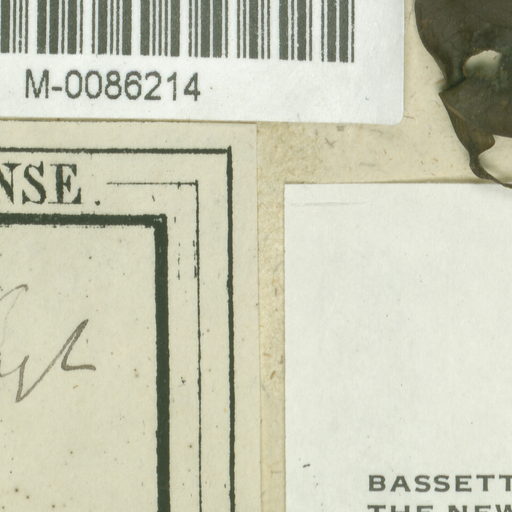 M-0086214
NSE.
BASSETT
THE NEW